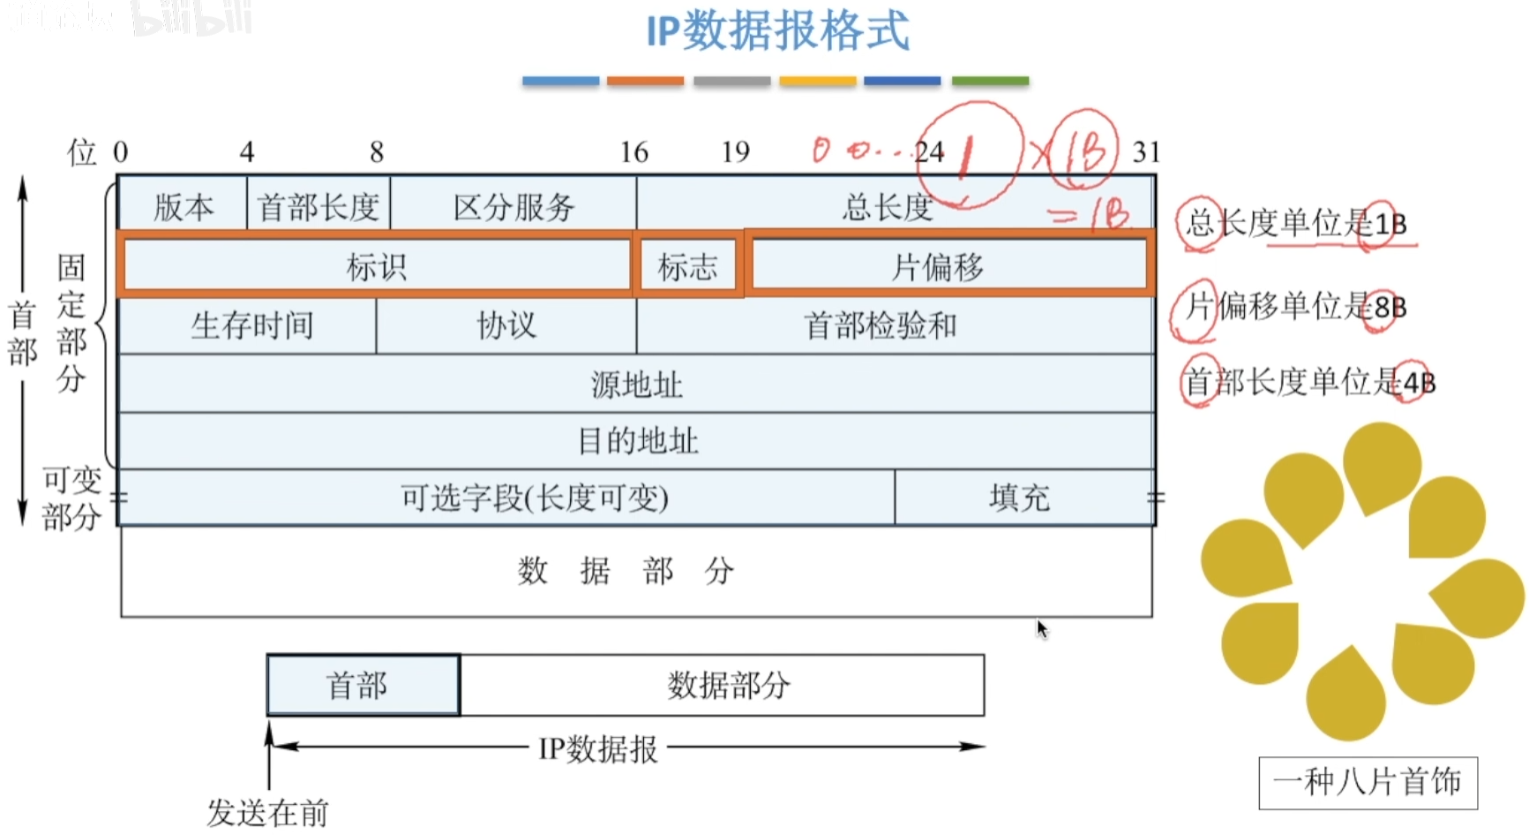 bilibili
IP数据报格式
位 0 4 8 16 19 24 31
0 0... 1 × 1B
= 1B
版本 首部长度 区分服务 总长度
标识 标志 片偏移
生存时间 协议 首部检验和
源地址
目的地址
可选字段(长度可变) 填充
数据部分
首部
固定部分
可变部分
总长度单位是1B
片偏移单位是8B
首部长度单位是4B
首部 数据部分
IP数据报
发送在前
一种八片首饰